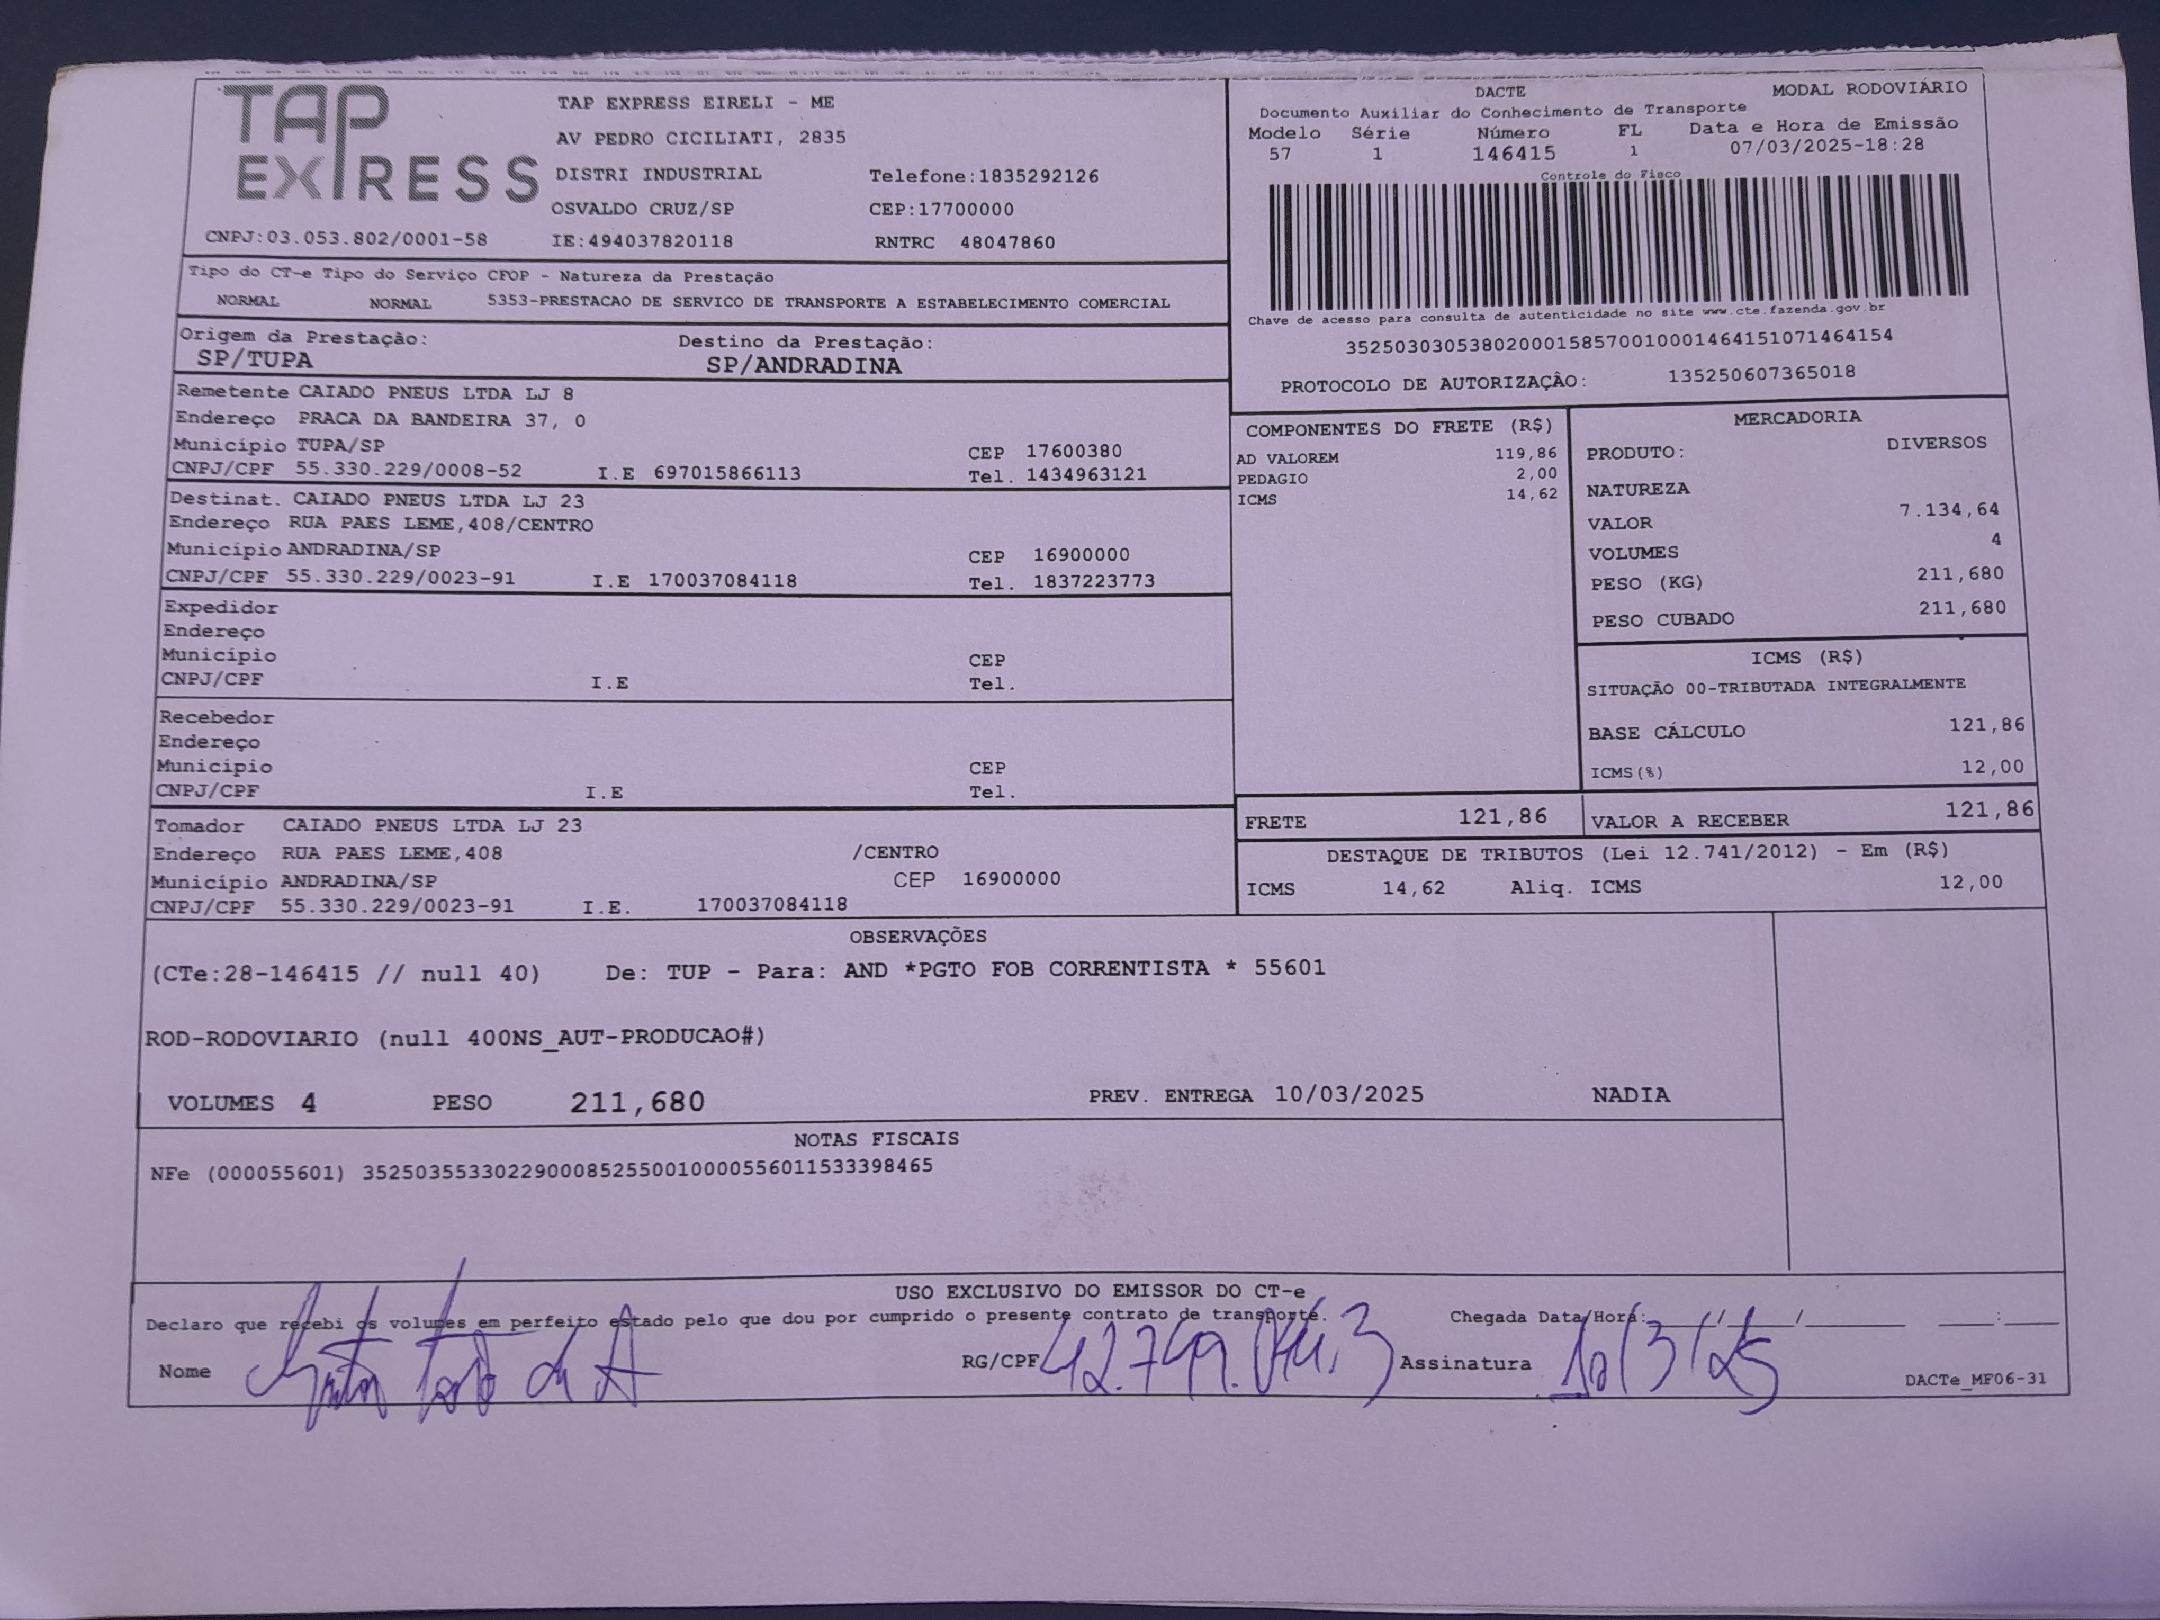 TAP EXPRESS
TAP EXPRESS EIRELI - ME
AV PEDRO CICILIATI, 2835
DISTRI INDUSTRIAL Telefone:1835292126
OSVALDO CRUZ/SP CEP:17700000
CNPJ:03.053.802/0001-58 IE:494037820118 RNTRC 48047860
DACTE MODAL RODOVIÁRIO
Documento Auxiliar do Conhecimento de Transporte
Modelo Série Número FL Data e Hora de Emissão
57 1 146415 1 07/03/2025-18:28
Controle do Fisco
Chave de acesso para consulta de autenticidade no site www.cte.fazenda.gov.br
35250303053802000158570010001464151071464154
PROTOCOLO DE AUTORIZAÇÂO: 135250607365018
Tipo do CT-e Tipo do Serviço CFOP - Natureza da Prestação
NORMAL NORMAL 5353-PRESTACAO DE SERVICO DE TRANSPORTE A ESTABELECIMENTO COMERCIAL
Origem da Prestação: Destino da Prestação:
SP/TUPA SP/ANDRADINA
Remetente CAIADO PNEUS LTDA LJ 8
Endereço PRACA DA BANDEIRA 37, 0
Município TUPA/SP CEP 17600380
CNPJ/CPF 55.330.229/0008-52 I.E 697015866113 Tel. 1434963121
Destinat. CAIADO PNEUS LTDA LJ 23
Endereço RUA PAES LEME,408/CENTRO
Município ANDRADINA/SP CEP 16900000
CNPJ/CPF 55.330.229/0023-91 I.E 170037084118 Tel. 1837223773
Expedidor
Endereço
Município CEP
CNPJ/CPF I.E Tel.
Recebedor
Endereço
Município CEP
CNPJ/CPF I.E Tel.
Tomador CAIADO PNEUS LTDA LJ 23
Endereço RUA PAES LEME,408 /CENTRO
Município ANDRADINA/SP CEP 16900000
CNPJ/CPF 55.330.229/0023-91 I.E. 170037084118
COMPONENTES DO FRETE (R$)
AD VALOREM 119,86
PEDAGIO 2,00
ICMS 14,62
MERCADORIA
PRODUTO: DIVERSOS
NATUREZA
VALOR 7.134,64
VOLUMES 4
PESO (KG) 211,680
PESO CUBADO 211,680
ICMS (R$)
SITUAÇÃO 00-TRIBUTADA INTEGRALMENTE
BASE CÁLCULO 121,86
ICMS(%) 12,00
FRETE 121,86 VALOR A RECEBER 121,86
DESTAQUE DE TRIBUTOS (Lei 12.741/2012) - Em (R$)
ICMS 14,62 Aliq. ICMS 12,00
OBSERVAÇÕES
(CTe:28-146415 // null 40) De: TUP - Para: AND *PGTO FOB CORRENTISTA * 55601
ROD-RODOVIARIO (null 400NS_AUT-PRODUCAO#)
VOLUMES 4 PESO 211,680 PREV. ENTREGA 10/03/2025 NADIA
NOTAS FISCAIS
NFe (000055601) 35250355330229000852550010000556011533398465
USO EXCLUSIVO DO EMISSOR DO CT-e
Declaro que recebi os volumes em perfeito estado pelo que dou por cumprido o presente contrato de transporte. Chegada Data/Hora:___/___/______ ___:___
Nome RG/CPF Assinatura 10/3/25
DACTe_MF06-31